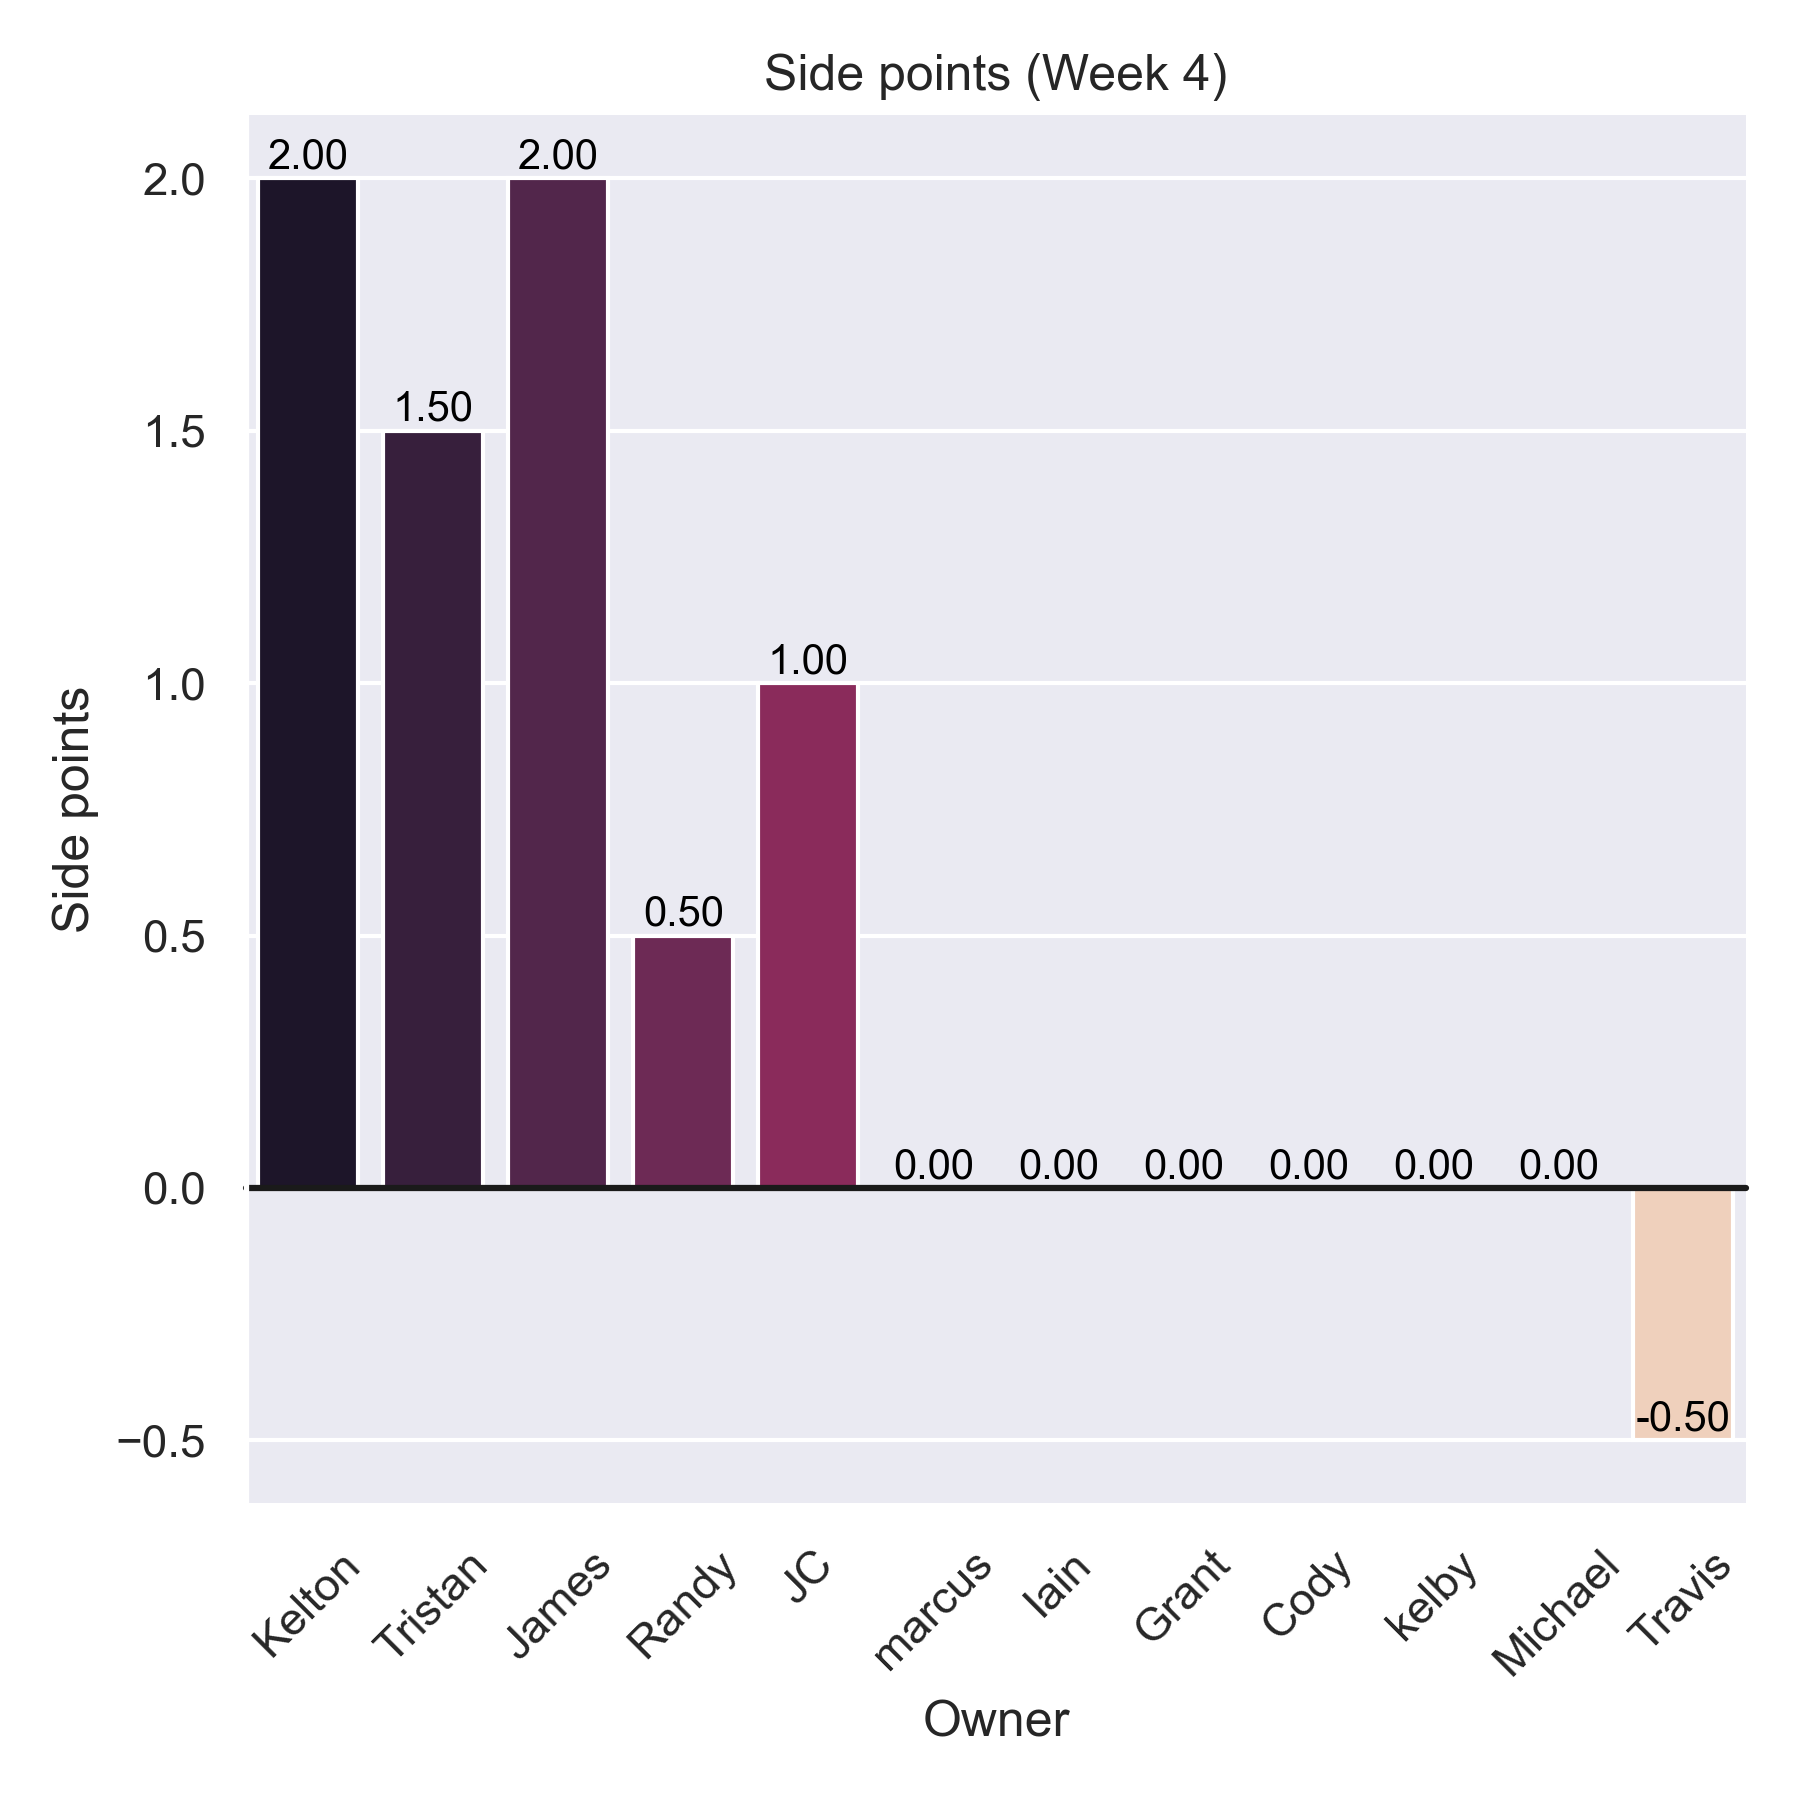 Side points (Week 4)
2.00
2.00
2.0
1.50
1.5
1.00
1.0
0.50
0.5
0.00 0.00 0.00 0.00 0.00 0.00
0.0
-0.50
−0.5
Side points
Kelton Tristan James Randy JC marcus Iain Grant Cody kelby Michael Travis
Owner